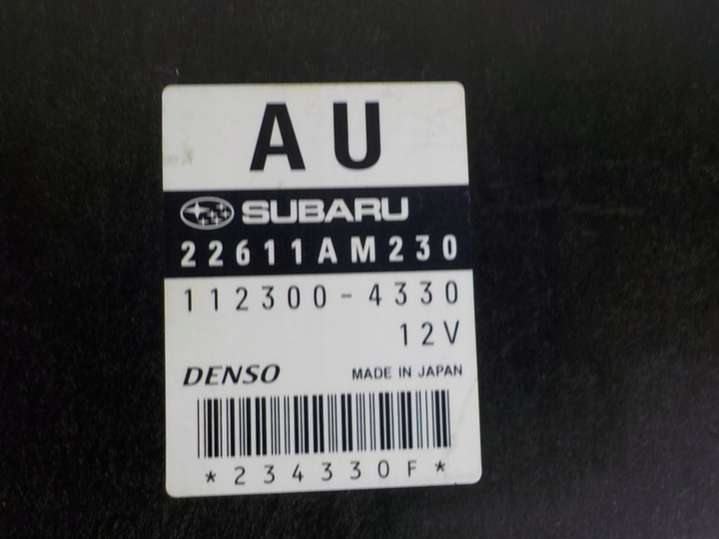 AU
SUBARU
22611AM230
112300-4330
12V
DENSO MADE IN JAPAN
*234330F*